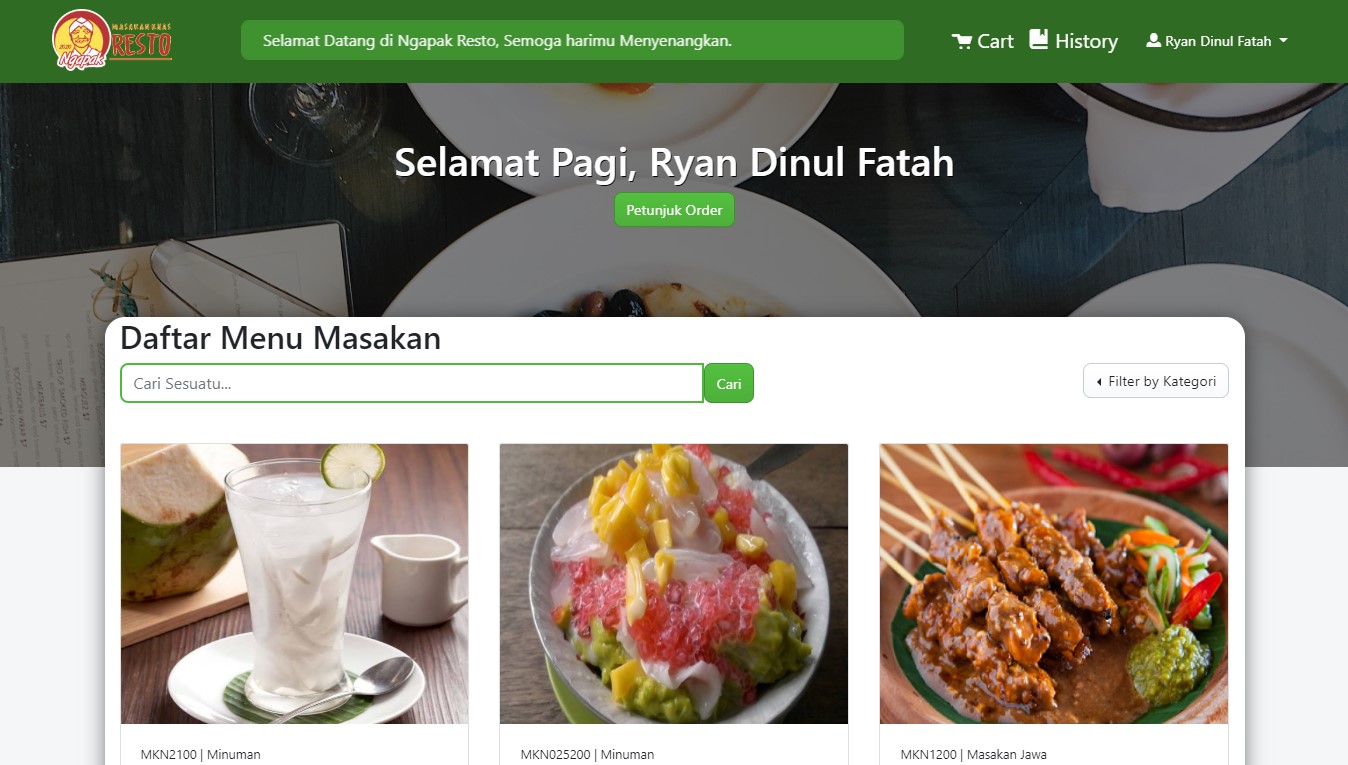 MASAKAN KHAS
RESTO
2020
Ngapak
Selamat Datang di Ngapak Resto, Semoga harimu Menyenangkan.
Cart
History
Ryan Dinul Fatah
Selamat Pagi, Ryan Dinul Fatah
Petunjuk Order
Daftar Menu Masakan
Cari Sesuatu...
Cari
Filter by Kategori
MKN2100 | Minuman
MKN025200 | Minuman
MKN1200 | Masakan Jawa